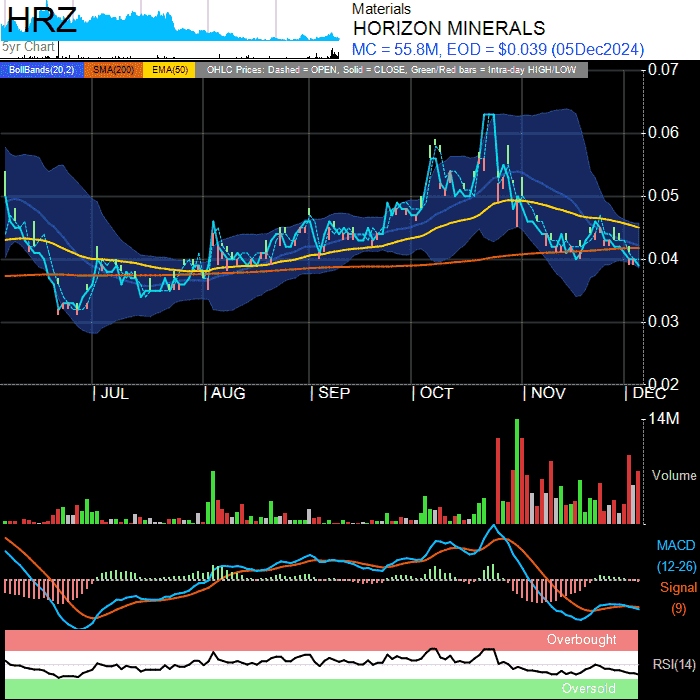 HRZ
Materials
HORIZON MINERALS
MC = 55.8M, EOD = $0.039 (05Dec2024)
5yr Chart
BollBands(20,2) SMA(200) EMA(50) OHLC Prices: Dashed = OPEN, Solid = CLOSE, Green/Red bars = Intra-day HIGH/LOW
0.07
0.06
0.05
0.04
0.03
0.02
| JUL | AUG | SEP | OCT | NOV | DEC
14M
Volume
MACD
(12-26)
Signal
(9)
Overbought
RSI(14)
Oversold